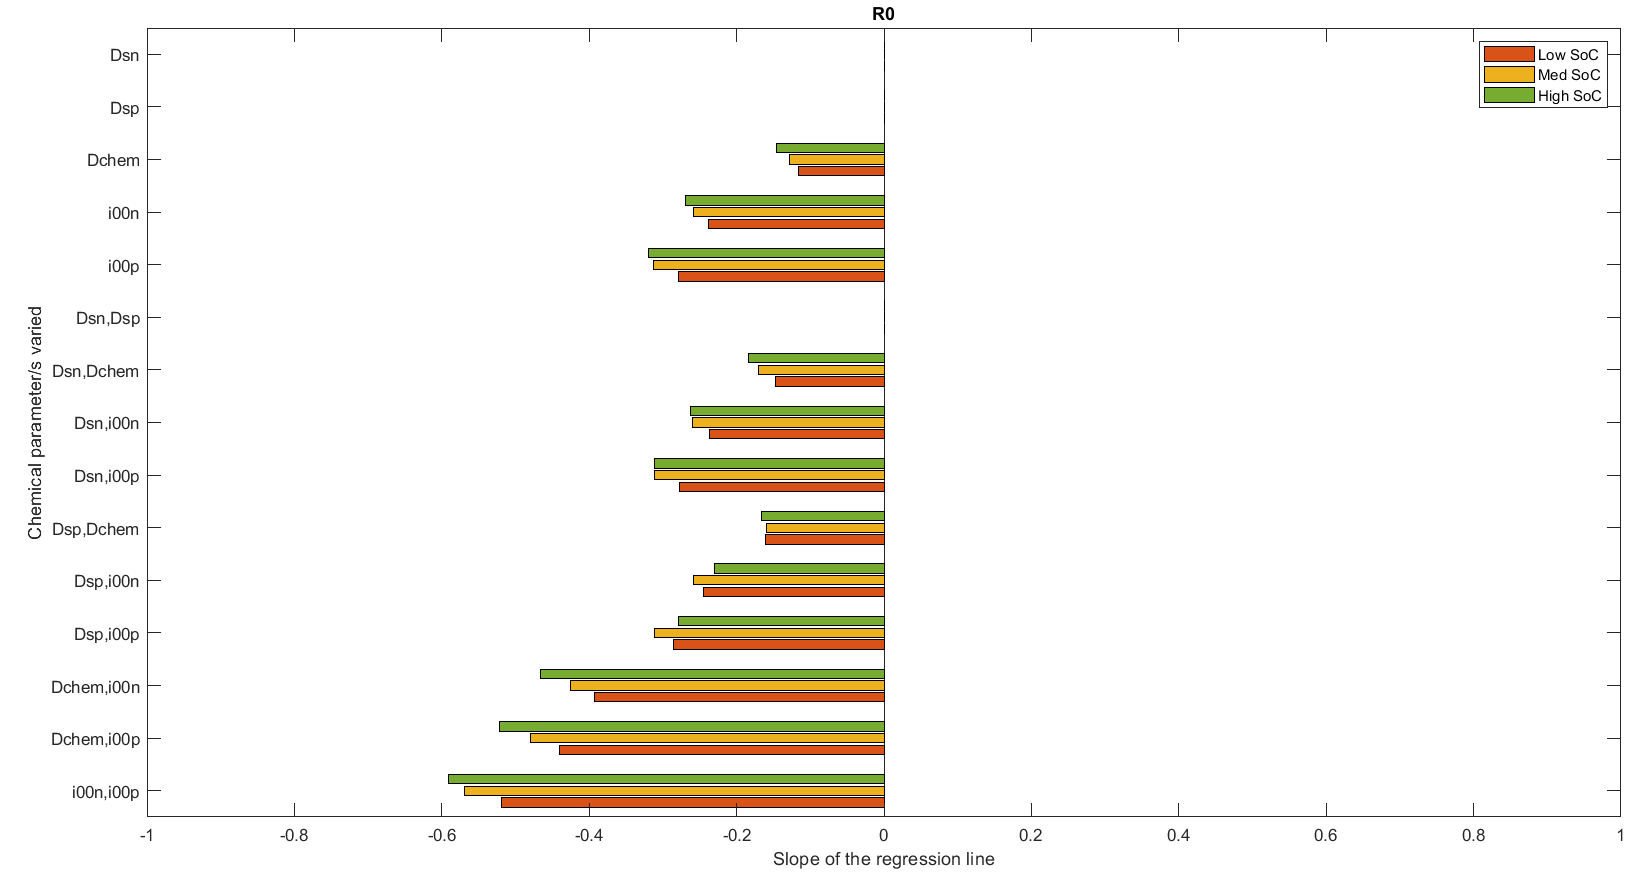 R0
Low SoC
Med SoC
High SoC
Chemical parameter/s varied
Dsn
Dsp
Dchem
i00n
i00p
Dsn,Dsp
Dsn,Dchem
Dsn,i00n
Dsn,i00p
Dsp,Dchem
Dsp,i00n
Dsp,i00p
Dchem,i00n
Dchem,i00p
i00n,i00p
-1 -0.8 -0.6 -0.4 -0.2 0 0.2 0.4 0.6 0.8 1
Slope of the regression line